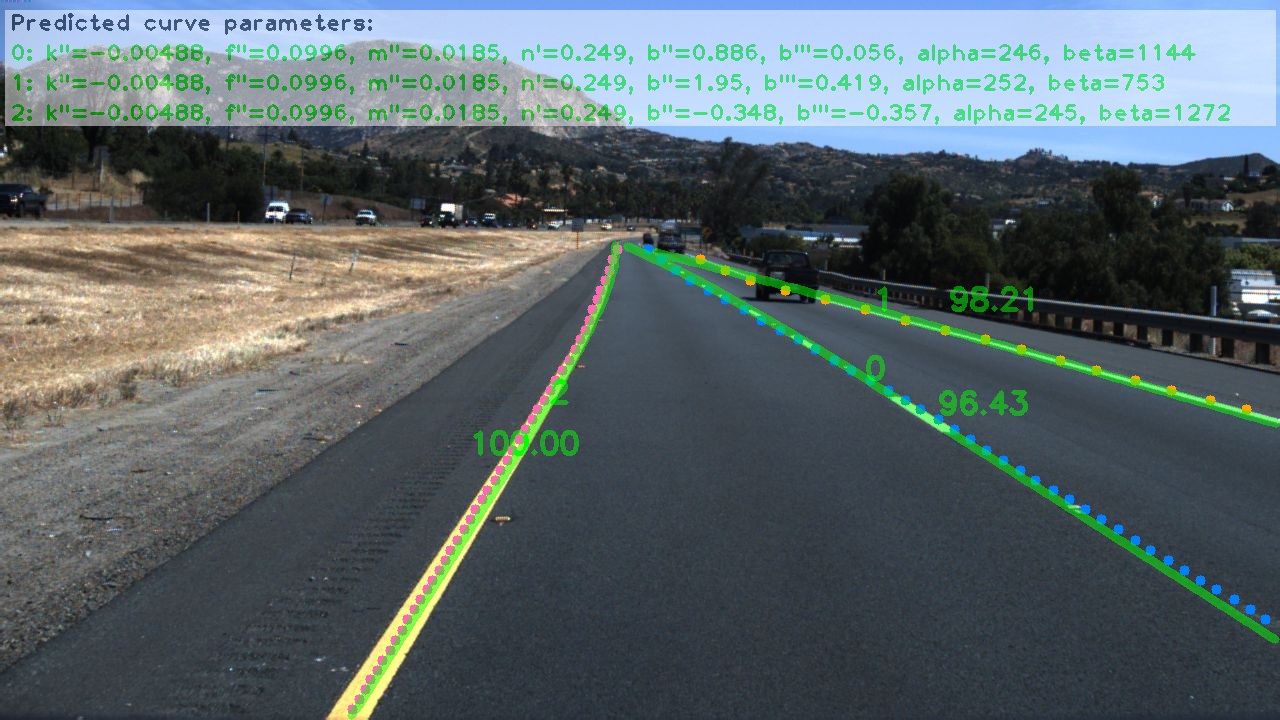 Predicted curve parameters:
0: k''=-0.00488, f''=0.0996, m''=0.0185, n'=0.249, b''=0.886, b'''=0.056, alpha=246, beta=1144
1: k''=-0.00488, f''=0.0996, m''=0.0185, n'=0.249, b''=1.95, b'''=0.419, alpha=252, beta=753
2: k''=-0.00488, f''=0.0996, m''=0.0185, n'=0.249, b''=-0.348, b'''=-0.357, alpha=245, beta=1272
1 98.21
0
2 96.43
100.00